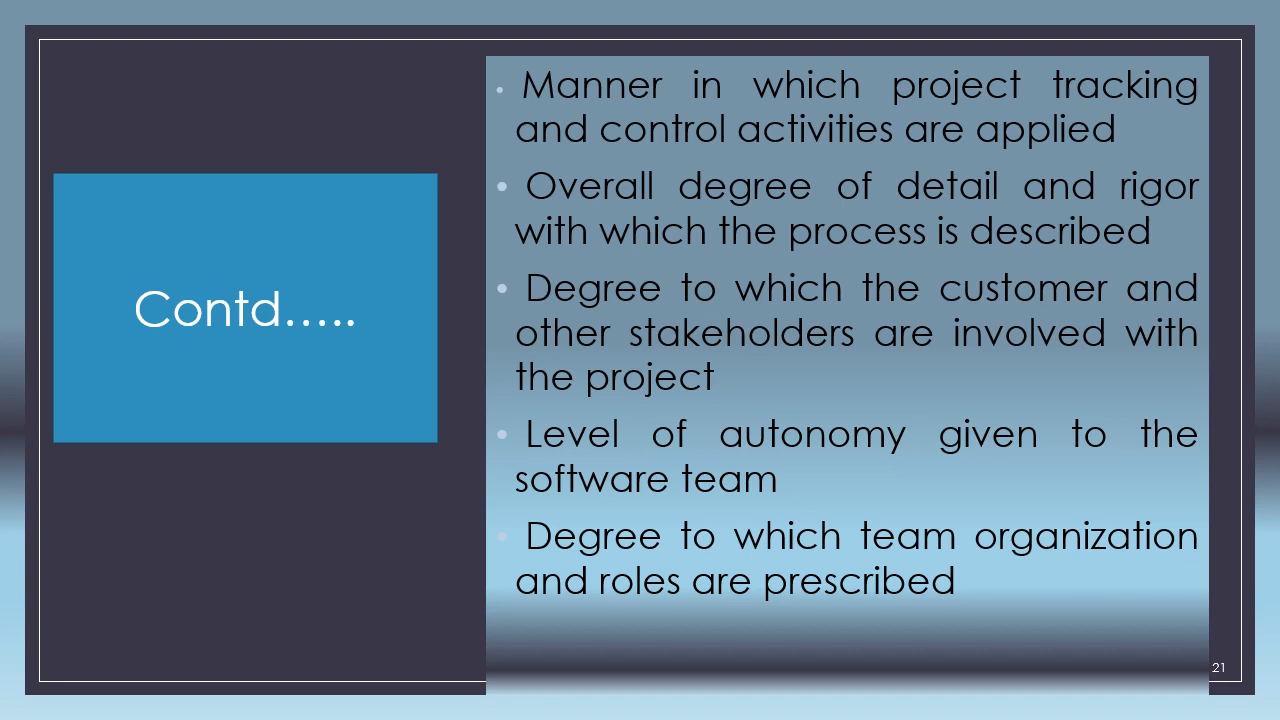 Contd…..
• Manner in which project tracking
and control activities are applied
• Overall degree of detail and rigor
with which the process is described
• Degree to which the customer and
other stakeholders are involved with
the project
• Level of autonomy given to the
software team
• Degree to which team organization
and roles are prescribed
21